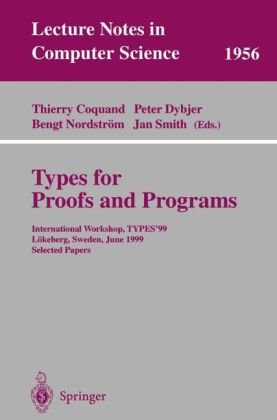 Lecture Notes in
Computer Science 1956
Thierry Coquand Peter Dybjer
Bengt Nordström Jan Smith (Eds.)
Types for
Proofs and Programs
International Workshop, TYPES'99
Lökeberg, Sweden, June 1999
Selected Papers
Springer